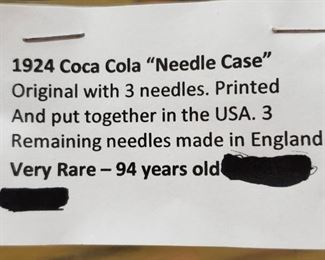 1924 Coca Cola “Needle Case”
Original with 3 needles. Printed
And put together in the USA. 3
Remaining needles made in England
Very Rare – 94 years old